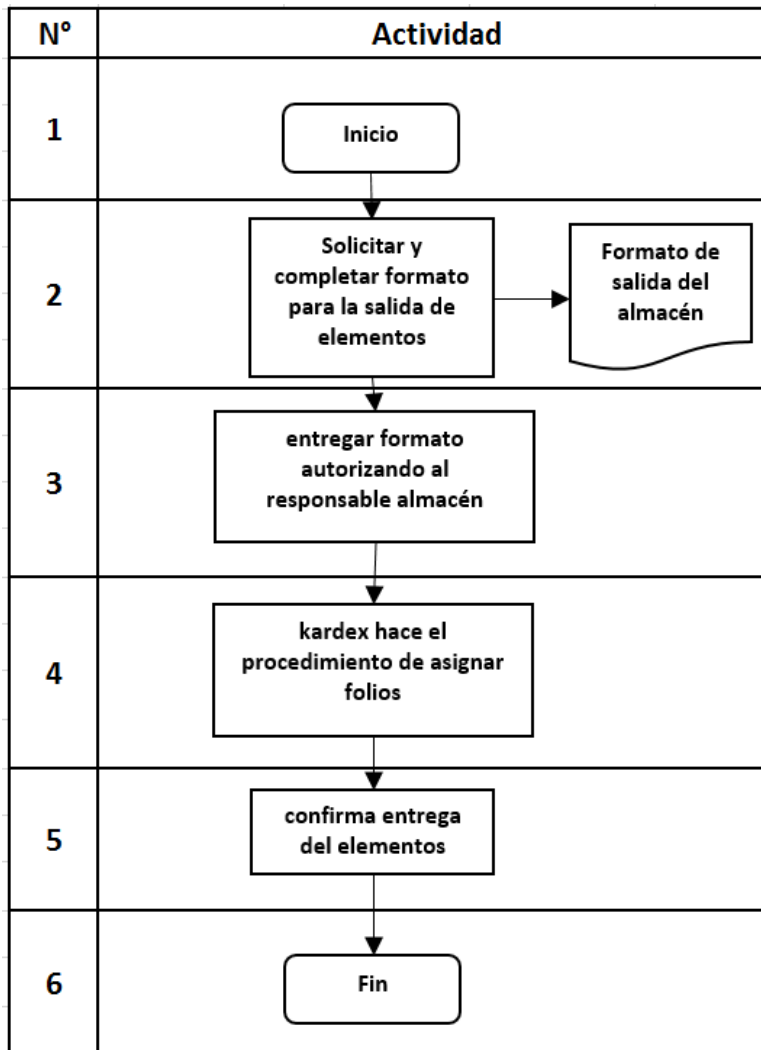 N° Actividad
1
Inicio
2
Solicitar y
completar formato
para la salida de
elementos
Formato de
salida del
almacén
3
entregar formato
autorizando al
responsable almacén
4
kardex hace el
procedimiento de asignar
folios
5
confirma entrega
del elementos
6
Fin